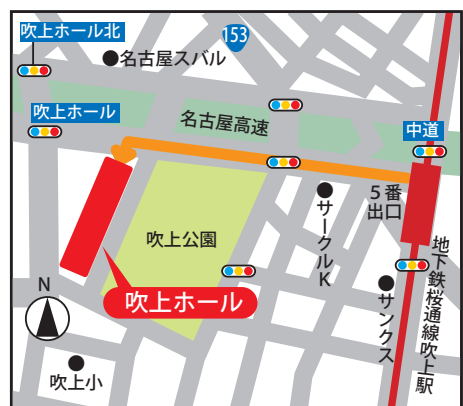 吹上ホール北
153
名古屋スバル
吹上ホール
名古屋高速
中道
5番
出口
サークルK
吹上公園
地下鉄桜通線吹上駅
サンクス
吹上ホール
N
吹上小